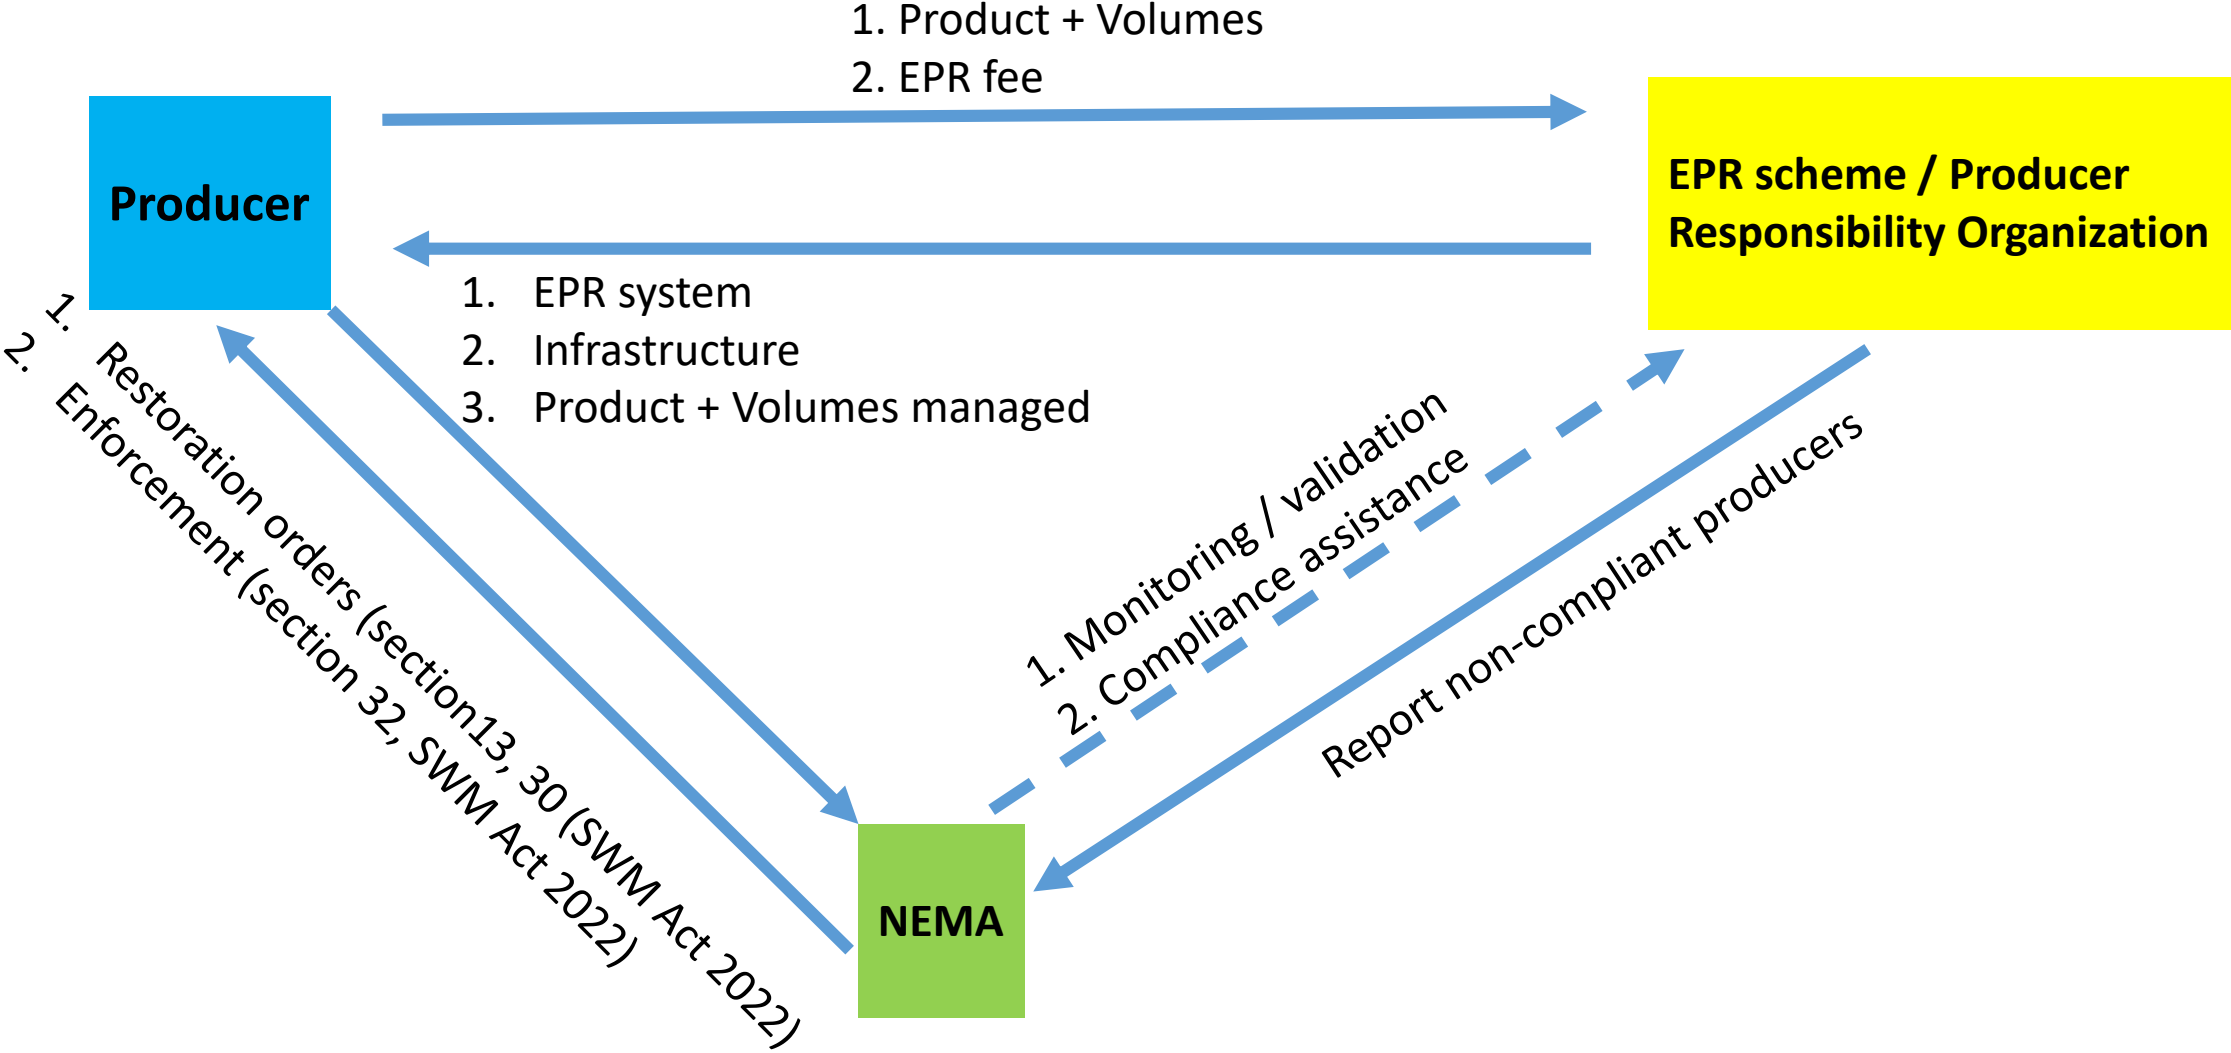 1. Product + Volumes
2. EPR fee
Producer
EPR scheme / Producer
Responsibility Organization
1. EPR system
2. Infrastructure
3. Product + Volumes managed
1. Restoration orders (section13, 30 (SWM Act 2022)
2. Enforcement (section 32, SWM Act 2022)
1. Monitoring / validation
2. Compliance assistance
Report non-compliant producers
NEMA